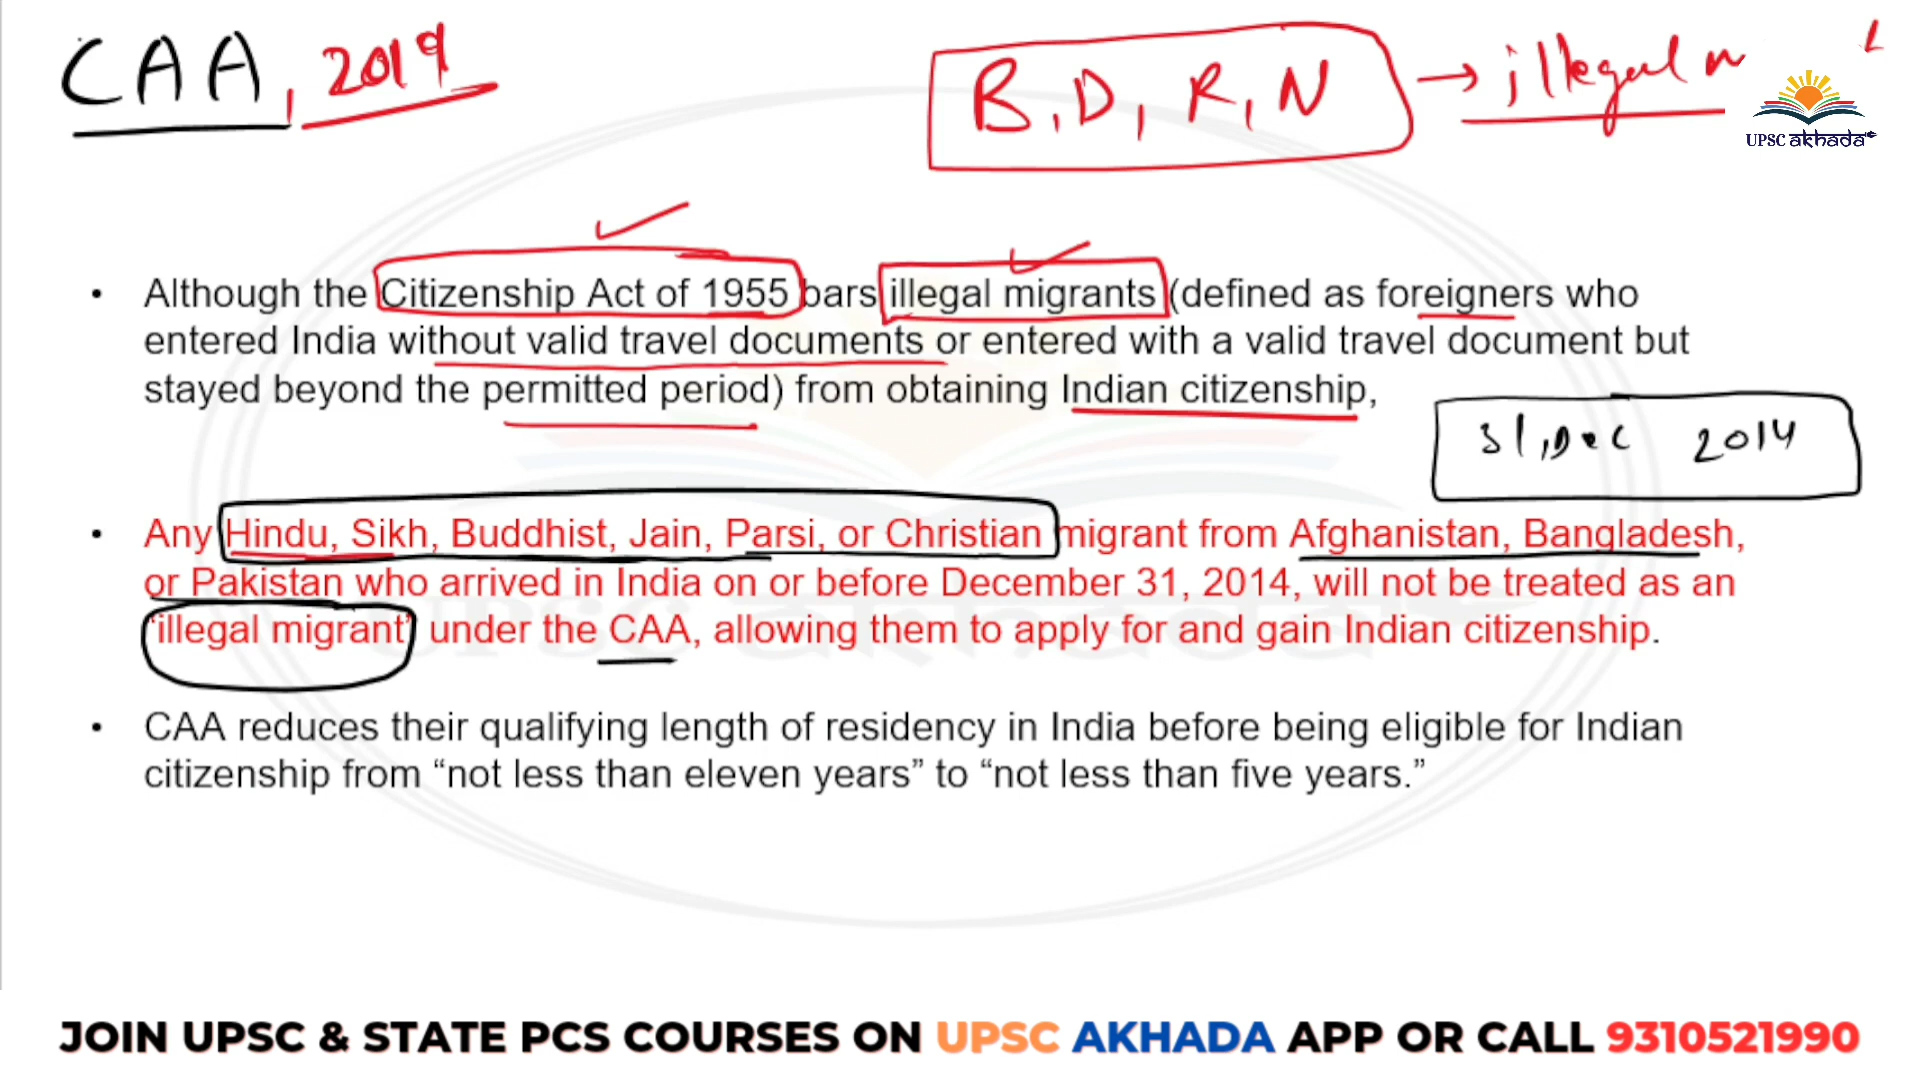 CAA, 2019
B, D, R, N → illegal m
UPSC akhada
• Although the Citizenship Act of 1955 bars illegal migrants (defined as foreigners who
entered India without valid travel documents or entered with a valid travel document but
stayed beyond the permitted period) from obtaining Indian citizenship,
31, Dec 2014
• Any Hindu, Sikh, Buddhist, Jain, Parsi, or Christian migrant from Afghanistan, Bangladesh,
or Pakistan who arrived in India on or before December 31, 2014, will not be treated as an
'illegal migrant' under the CAA, allowing them to apply for and gain Indian citizenship.
• CAA reduces their qualifying length of residency in India before being eligible for Indian
citizenship from “not less than eleven years” to “not less than five years.”
JOIN UPSC & STATE PCS COURSES ON UPSC AKHADA APP OR CALL 9310521990